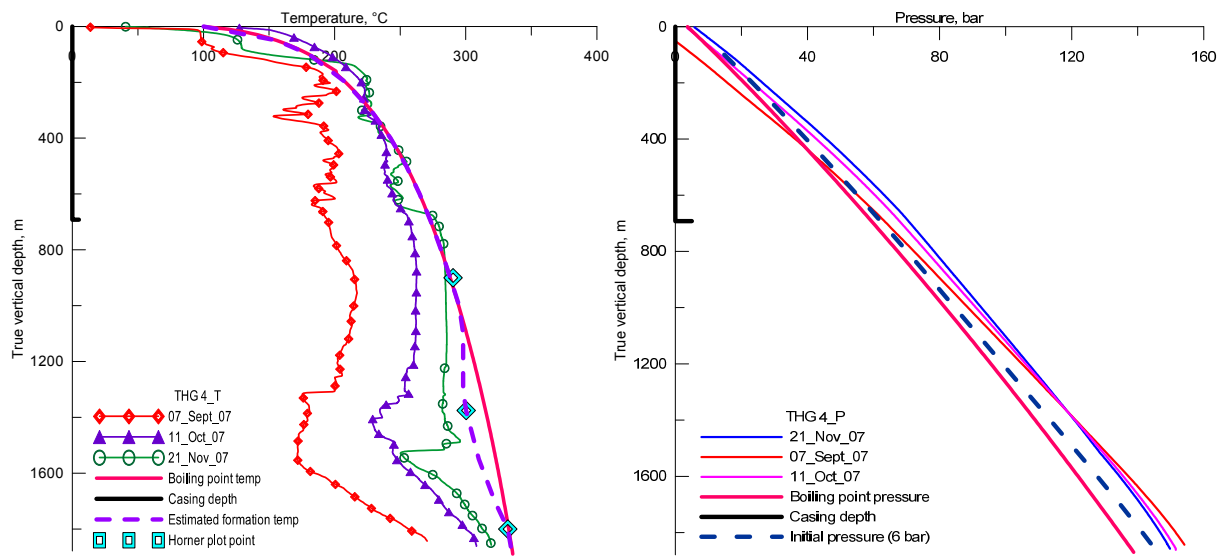 Temperature, °C
0 100 200 300 400
0
400
800
1200
1600
True vertical depth, m
THG 4_T
07_Sept_07
11_Oct_07
21_Nov_07
Boiling point temp
Casing depth
Estimated formation temp
Horner plot point
Pressure, bar
0 40 80 120 160
0
400
800
1200
1600
True vertical depth, m
THG 4_P
21_Nov_07
07_Sept_07
11_Oct_07
Boiling point pressure
Casing depth
Initial pressure (6 bar)